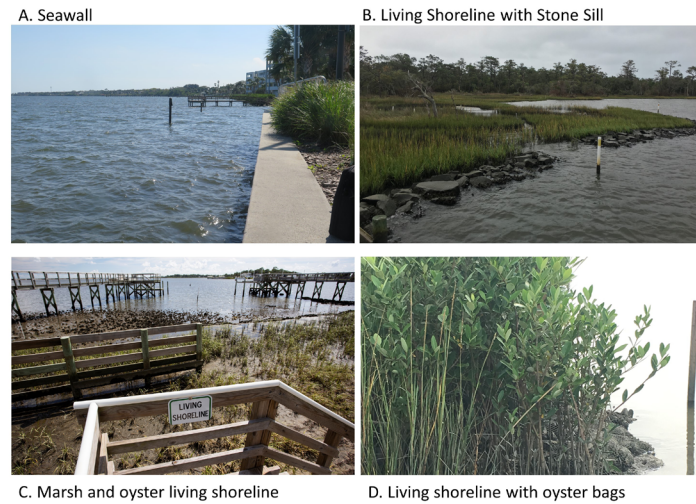 A. Seawall
B. Living Shoreline with Stone Sill
LIVING
SHORELINE
C. Marsh and oyster living shoreline
D. Living shoreline with oyster bags